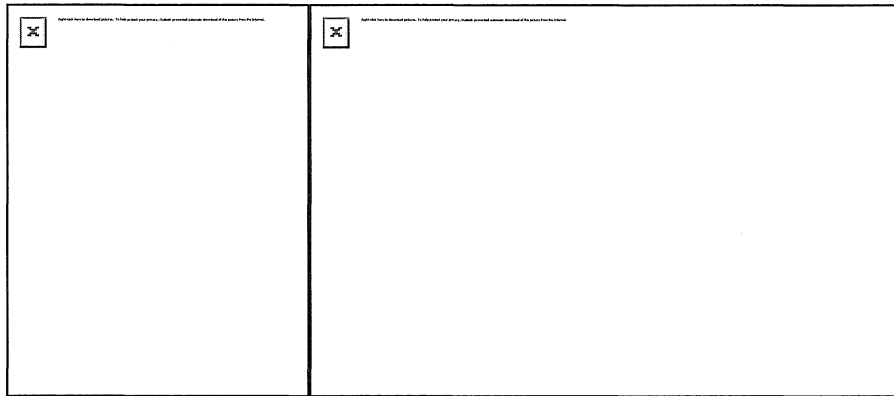 Right-click here to download pictures. To help protect your privacy, Outlook prevented automatic download of this picture from the Internet.
Right-click here to download pictures. To help protect your privacy, Outlook prevented automatic download of this picture from the Internet.